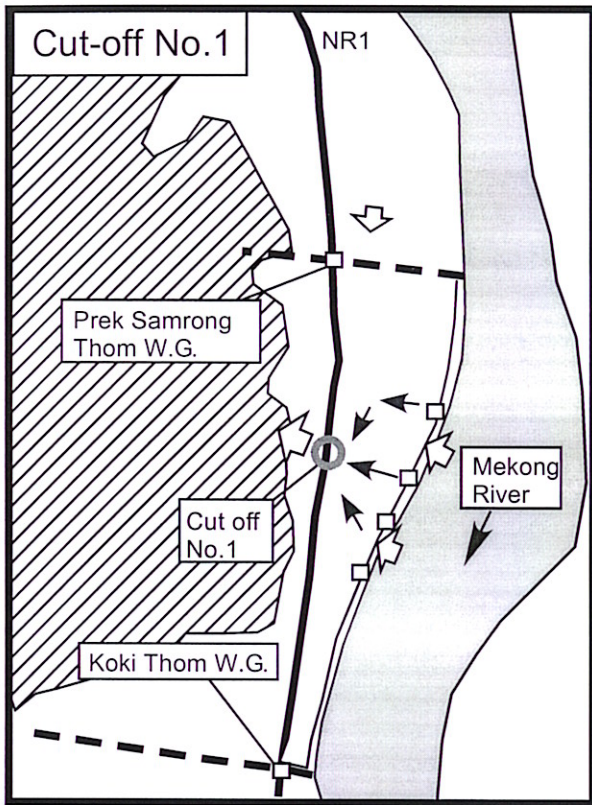 Cut-off No.1
NR1
Prek Samrong
Thom W.G.
Mekong
River
Cut off
No.1
Koki Thom W.G.